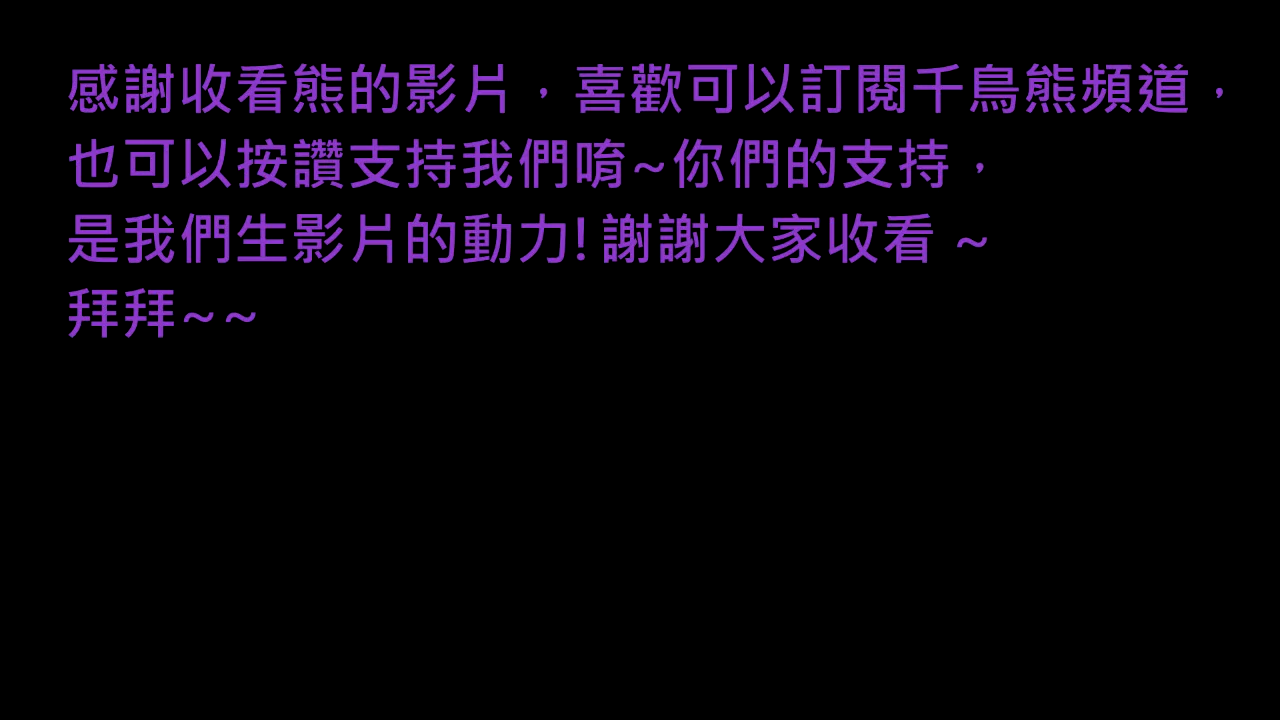 感謝收看熊的影片，喜歡可以訂閱千鳥熊頻道，
也可以按讚支持我們唷~你們的支持，
是我們生影片的動力! 謝謝大家收看 ~
拜拜~~